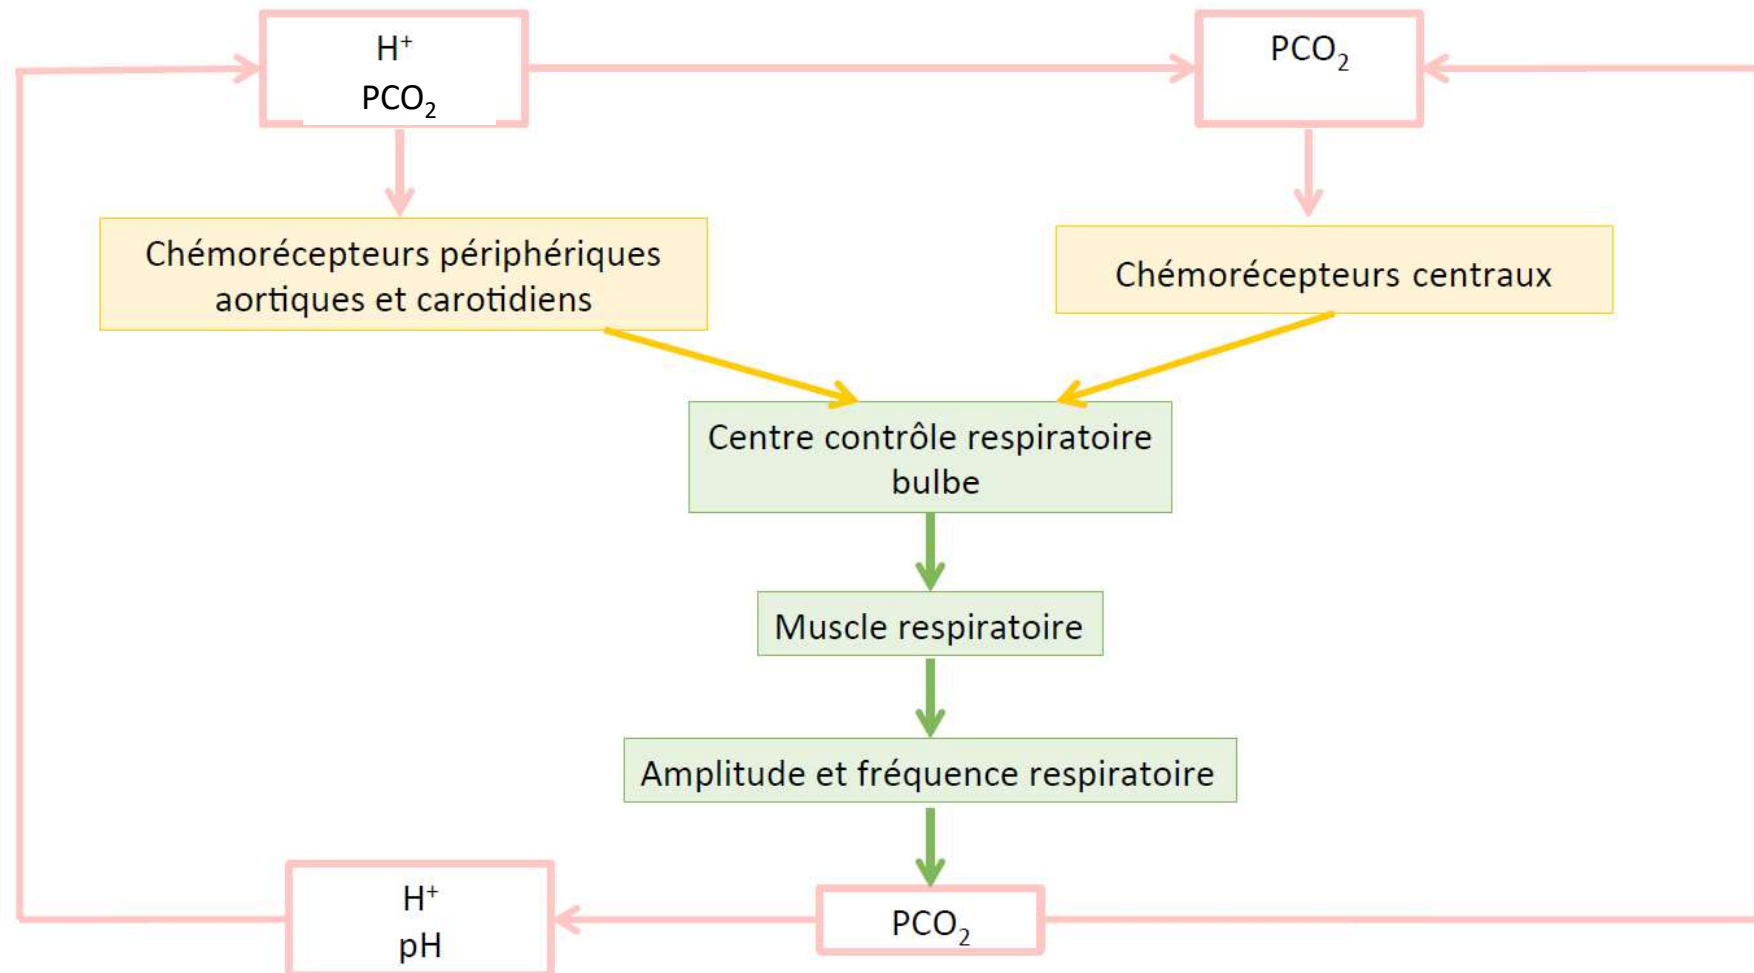 H⁺
PCO₂
PCO₂
Chémorécepteurs périphériques
aortiques et carotidiens
Chémorécepteurs centraux
Centre contrôle respiratoire
bulbe
Muscle respiratoire
Amplitude et fréquence respiratoire
H⁺
pH
PCO₂